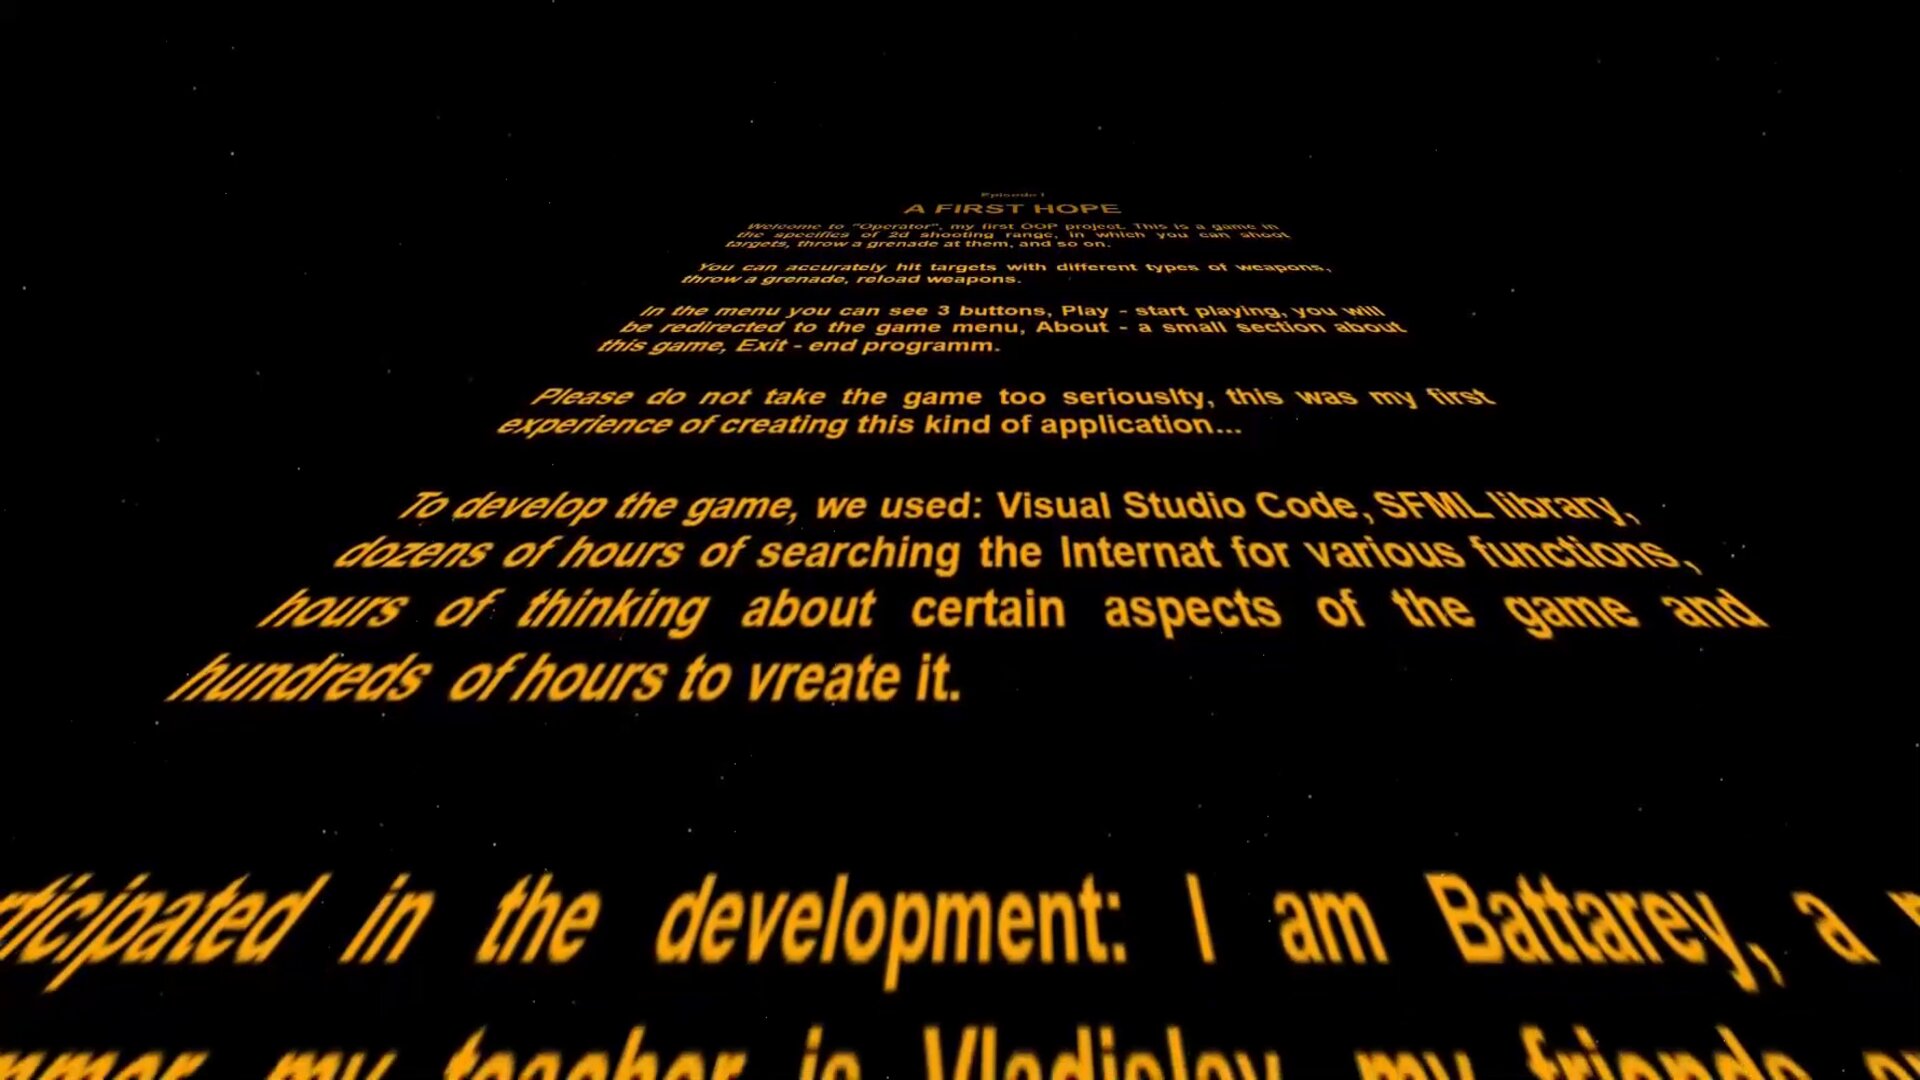 Episode I
A FIRST HOPE
Welcome to "Operator", my first OOP project. This is a game in
the specifics of 2d shooting range, in which you can shoot
targets, throw a grenade at them, and so on.
You can accurately hit targets with different types of weapons,
throw a grenade, reload weapons.
In the menu you can see 3 buttons, Play - start playing, you will
be redirected to the game menu, About - a small section about
this game, Exit - end programm.
Please do not take the game too seriouslty, this was my first
experience of creating this kind of application...
To develop the game, we used: Visual Studio Code, SFML library,
dozens of hours of searching the Internat for various functions,
hours of thinking about certain aspects of the game and
hundreds of hours to vreate it.
rticipated in the development: I am Battarey, a
my teacher is Vladislav, my friends